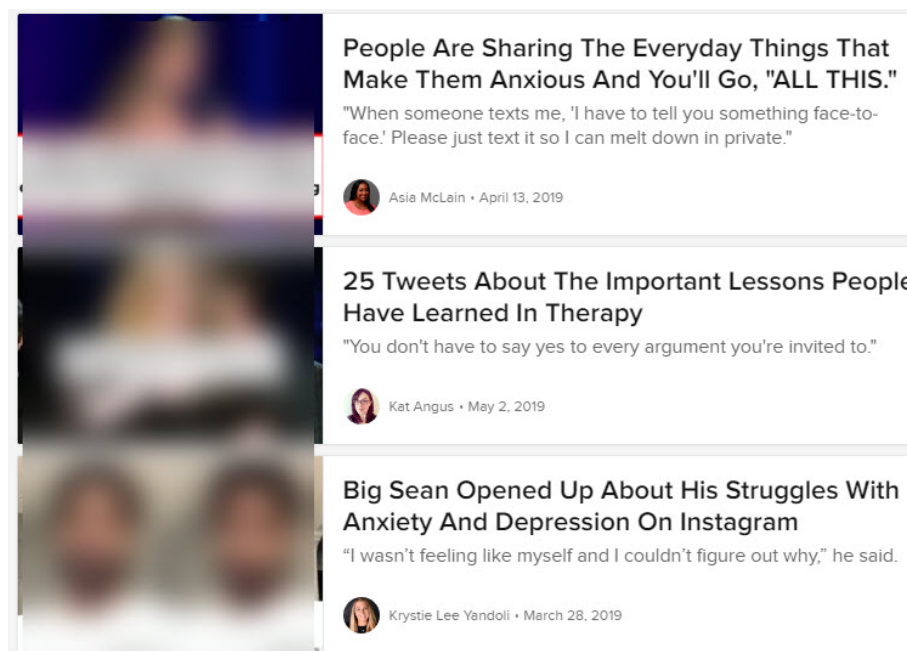 People Are Sharing The Everyday Things That
Make Them Anxious And You'll Go, "ALL THIS."
"When someone texts me, 'I have to tell you something face-to-
face.' Please just text it so I can melt down in private."
Asia McLain • April 13, 2019
25 Tweets About The Important Lessons People
Have Learned In Therapy
"You don't have to say yes to every argument you're invited to."
Kat Angus • May 2, 2019
Big Sean Opened Up About His Struggles With
Anxiety And Depression On Instagram
“I wasn’t feeling like myself and I couldn’t figure out why,” he said.
Krystie Lee Yandoli • March 28, 2019